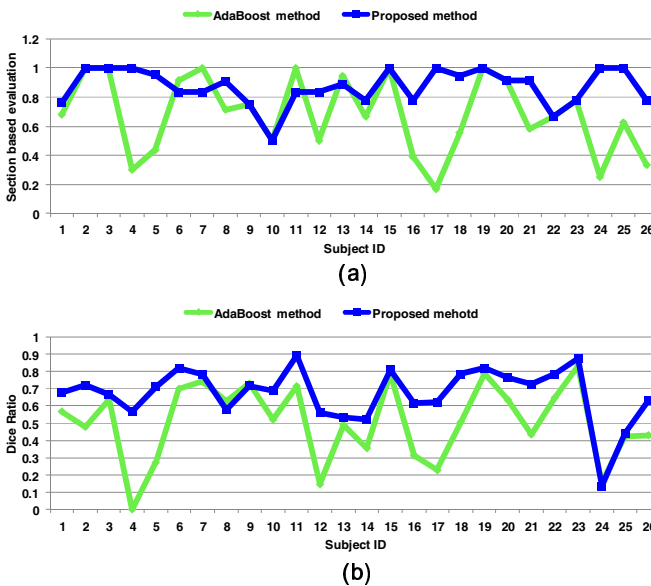 AdaBoost method Proposed method
1.2
1
0.8
0.6
0.4
0.2
0
Section based evaluation
1 2 3 4 5 6 7 8 9 10 11 12 13 14 15 16 17 18 19 20 21 22 23 24 25 26
Subject ID
(a)
AdaBoost method Proposed mehotd
1
0.9
0.8
0.7
0.6
0.5
0.4
0.3
0.2
0.1
0
Dice Ratio
1 2 3 4 5 6 7 8 9 10 11 12 13 14 15 16 17 18 19 20 21 22 23 24 25 26
Subject ID
(b)